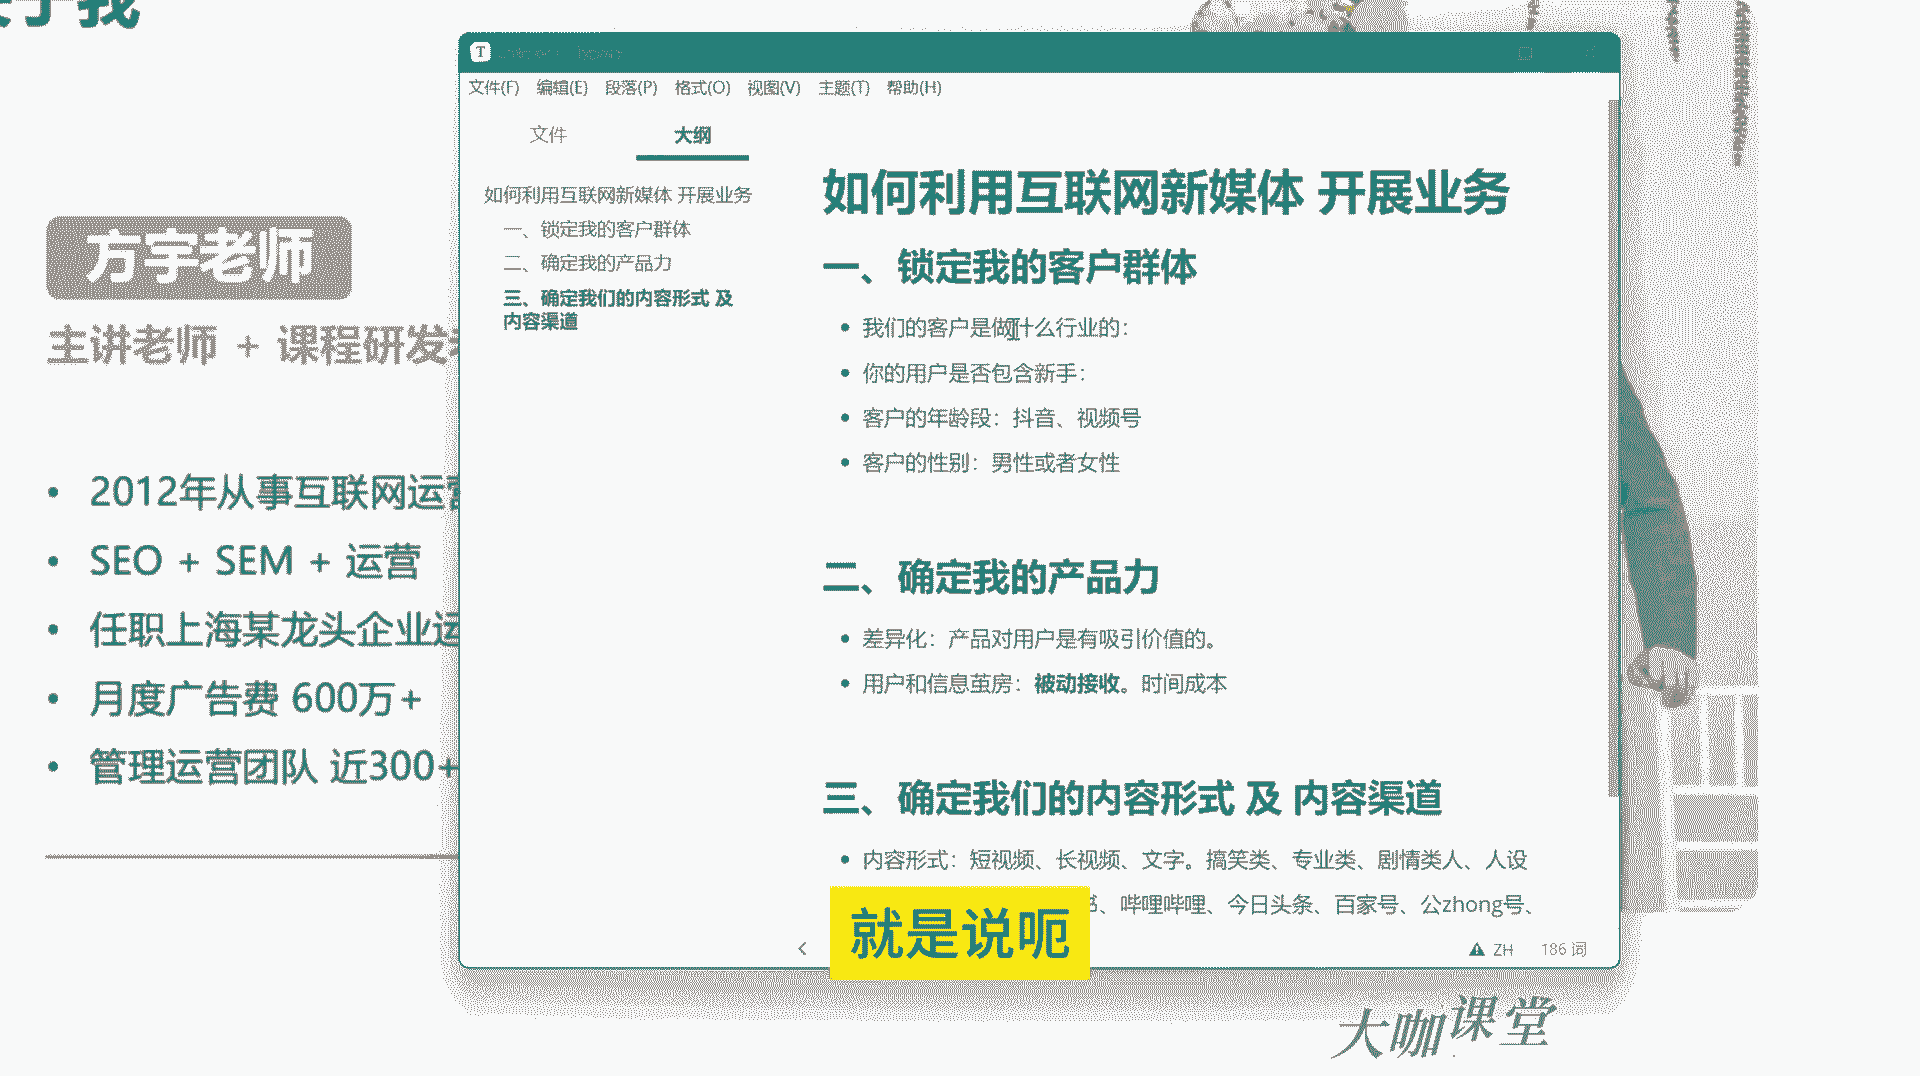 我
方宇老师
主讲老师 + 课程研发
2012年从事互联网运营
SEO + SEM + 运营
任职上海某龙头企业运
月度广告费 600万+
管理运营团队 近300+
T
文件(F) 编辑(E) 段落(P) 格式(O) 视图(V) 主题(T) 帮助(H)
文件 大纲
如何利用互联网新媒体 开展业务
一、锁定我的客户群体
二、确定我的产品力
三、确定我们的内容形式 及
内容渠道
如何利用互联网新媒体 开展业务
一、锁定我的客户群体
我们的客户是做什么行业的：
你的用户是否包含新手：
客户的年龄段：抖音、视频号
客户的性别：男性或者女性
二、确定我的产品力
差异化：产品对用户是有吸引价值的。
用户和信息茧房：被动接收。时间成本
三、确定我们的内容形式 及 内容渠道
内容形式：短视频、长视频、文字。搞笑类、专业类、剧情类人、人设
书、哔哩哔哩、今日头条、百家号、公zhong号、
就是说呃
ZH 186 词
大咖课堂